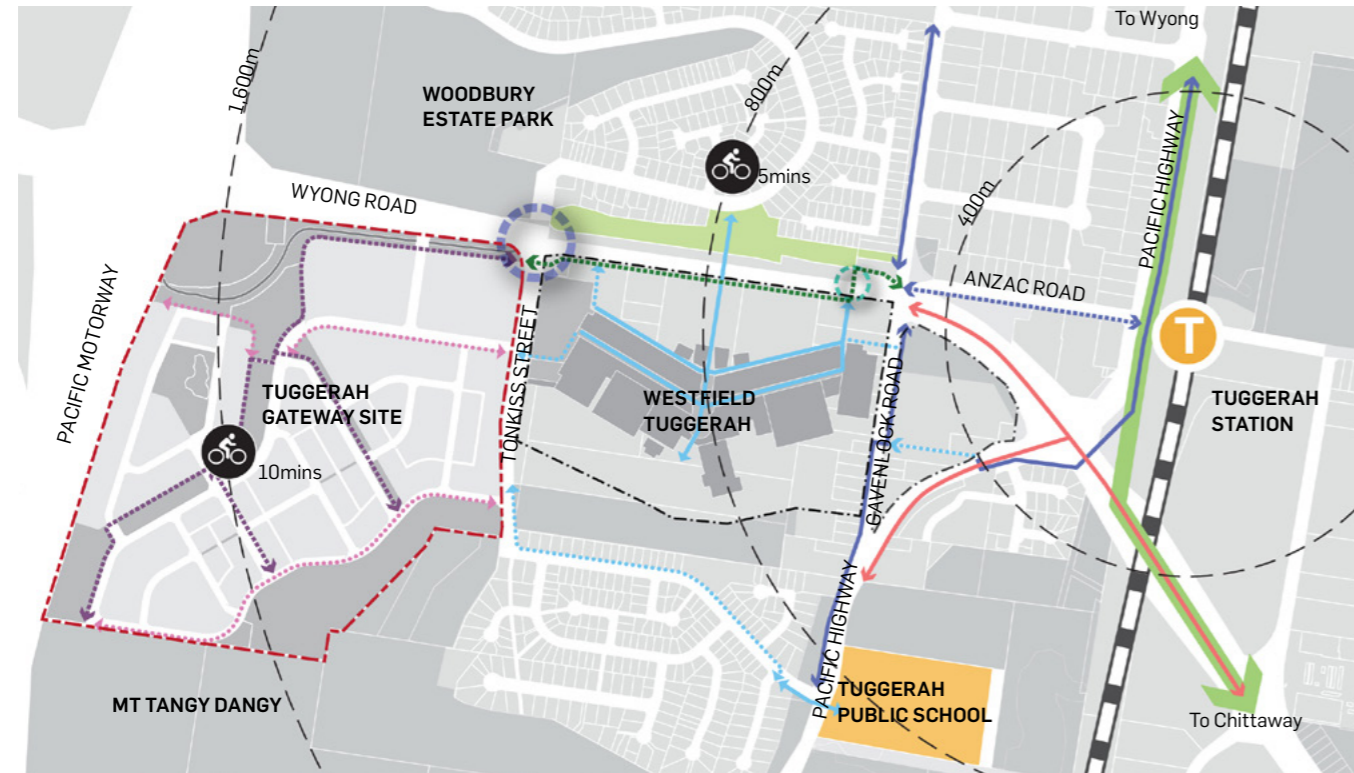 To Wyong
1,600m
800m
WOODBURY
ESTATE PARK
5mins
PACIFIC HIGHWAY
400m
WYONG ROAD
ANZAC ROAD
T
PACIFIC MOTORWAY
TONKISS STREET
TUGGERAH
GATEWAY SITE
WESTFIELD
TUGGERAH
GAVENLOCK ROAD
TUGGERAH
STATION
10mins
PACIFIC HIGHWAY
TUGGERAH
PUBLIC SCHOOL
MT TANGY DANGY
To Chittaway